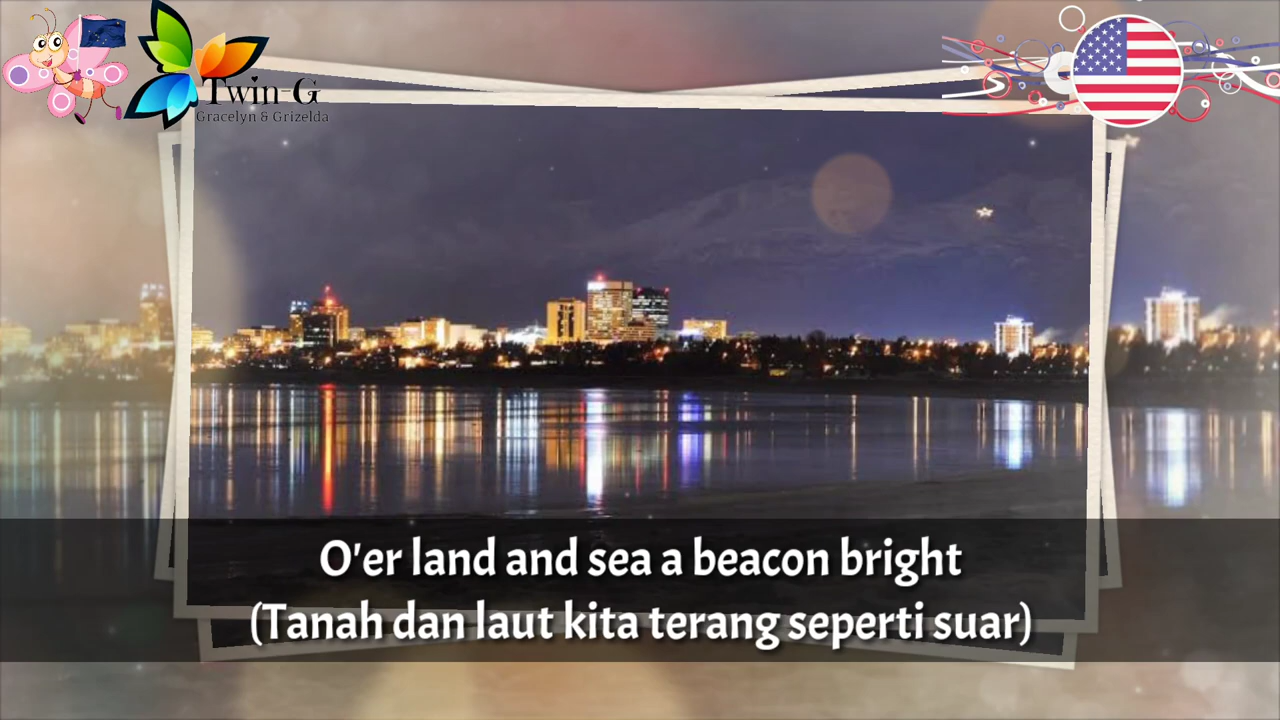 Twin-G
Gracelyn & Grizelda
O'er land and sea a beacon bright
(Tanah dan laut kita terang seperti suar)